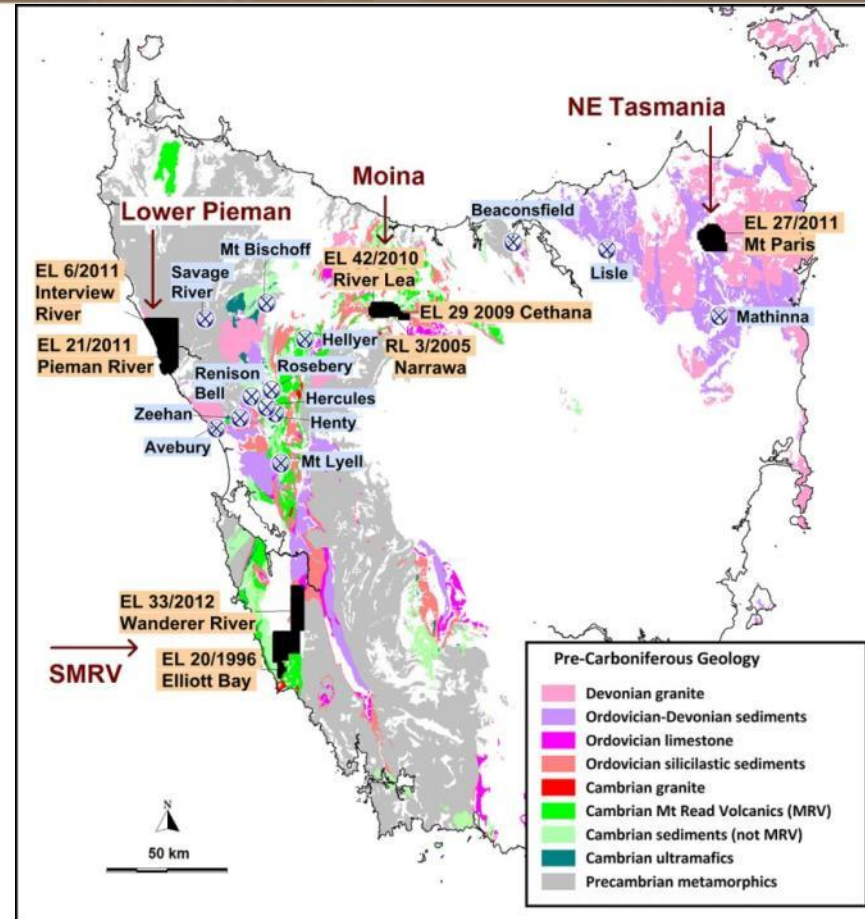 NE Tasmania
Moina
Beaconsfield
Lower Pieman
EL 27/2011
Mt Paris
Mt Bischoff
EL 42/2010
River Lea
Lisle
EL 6/2011
Interview
River
Savage
River
EL 29 2009 Cethana
Mathinna
EL 21/2011
Pieman River
Hellyer
RL 3/2005
Narrawa
Renison
Bell
Rosebery
Hercules
Zeehan
Henty
Avebury
Mt Lyell
EL 33/2012
Wanderer River
SMRV
EL 20/1996
Elliott Bay
Pre-Carboniferous Geology
Devonian granite
Ordovician-Devonian sediments
Ordovician limestone
Ordovician silicilastic sediments
Cambrian granite
Cambrian Mt Read Volcanics (MRV)
Cambrian sediments (not MRV)
Cambrian ultramafics
Precambrian metamorphics
N
50 km